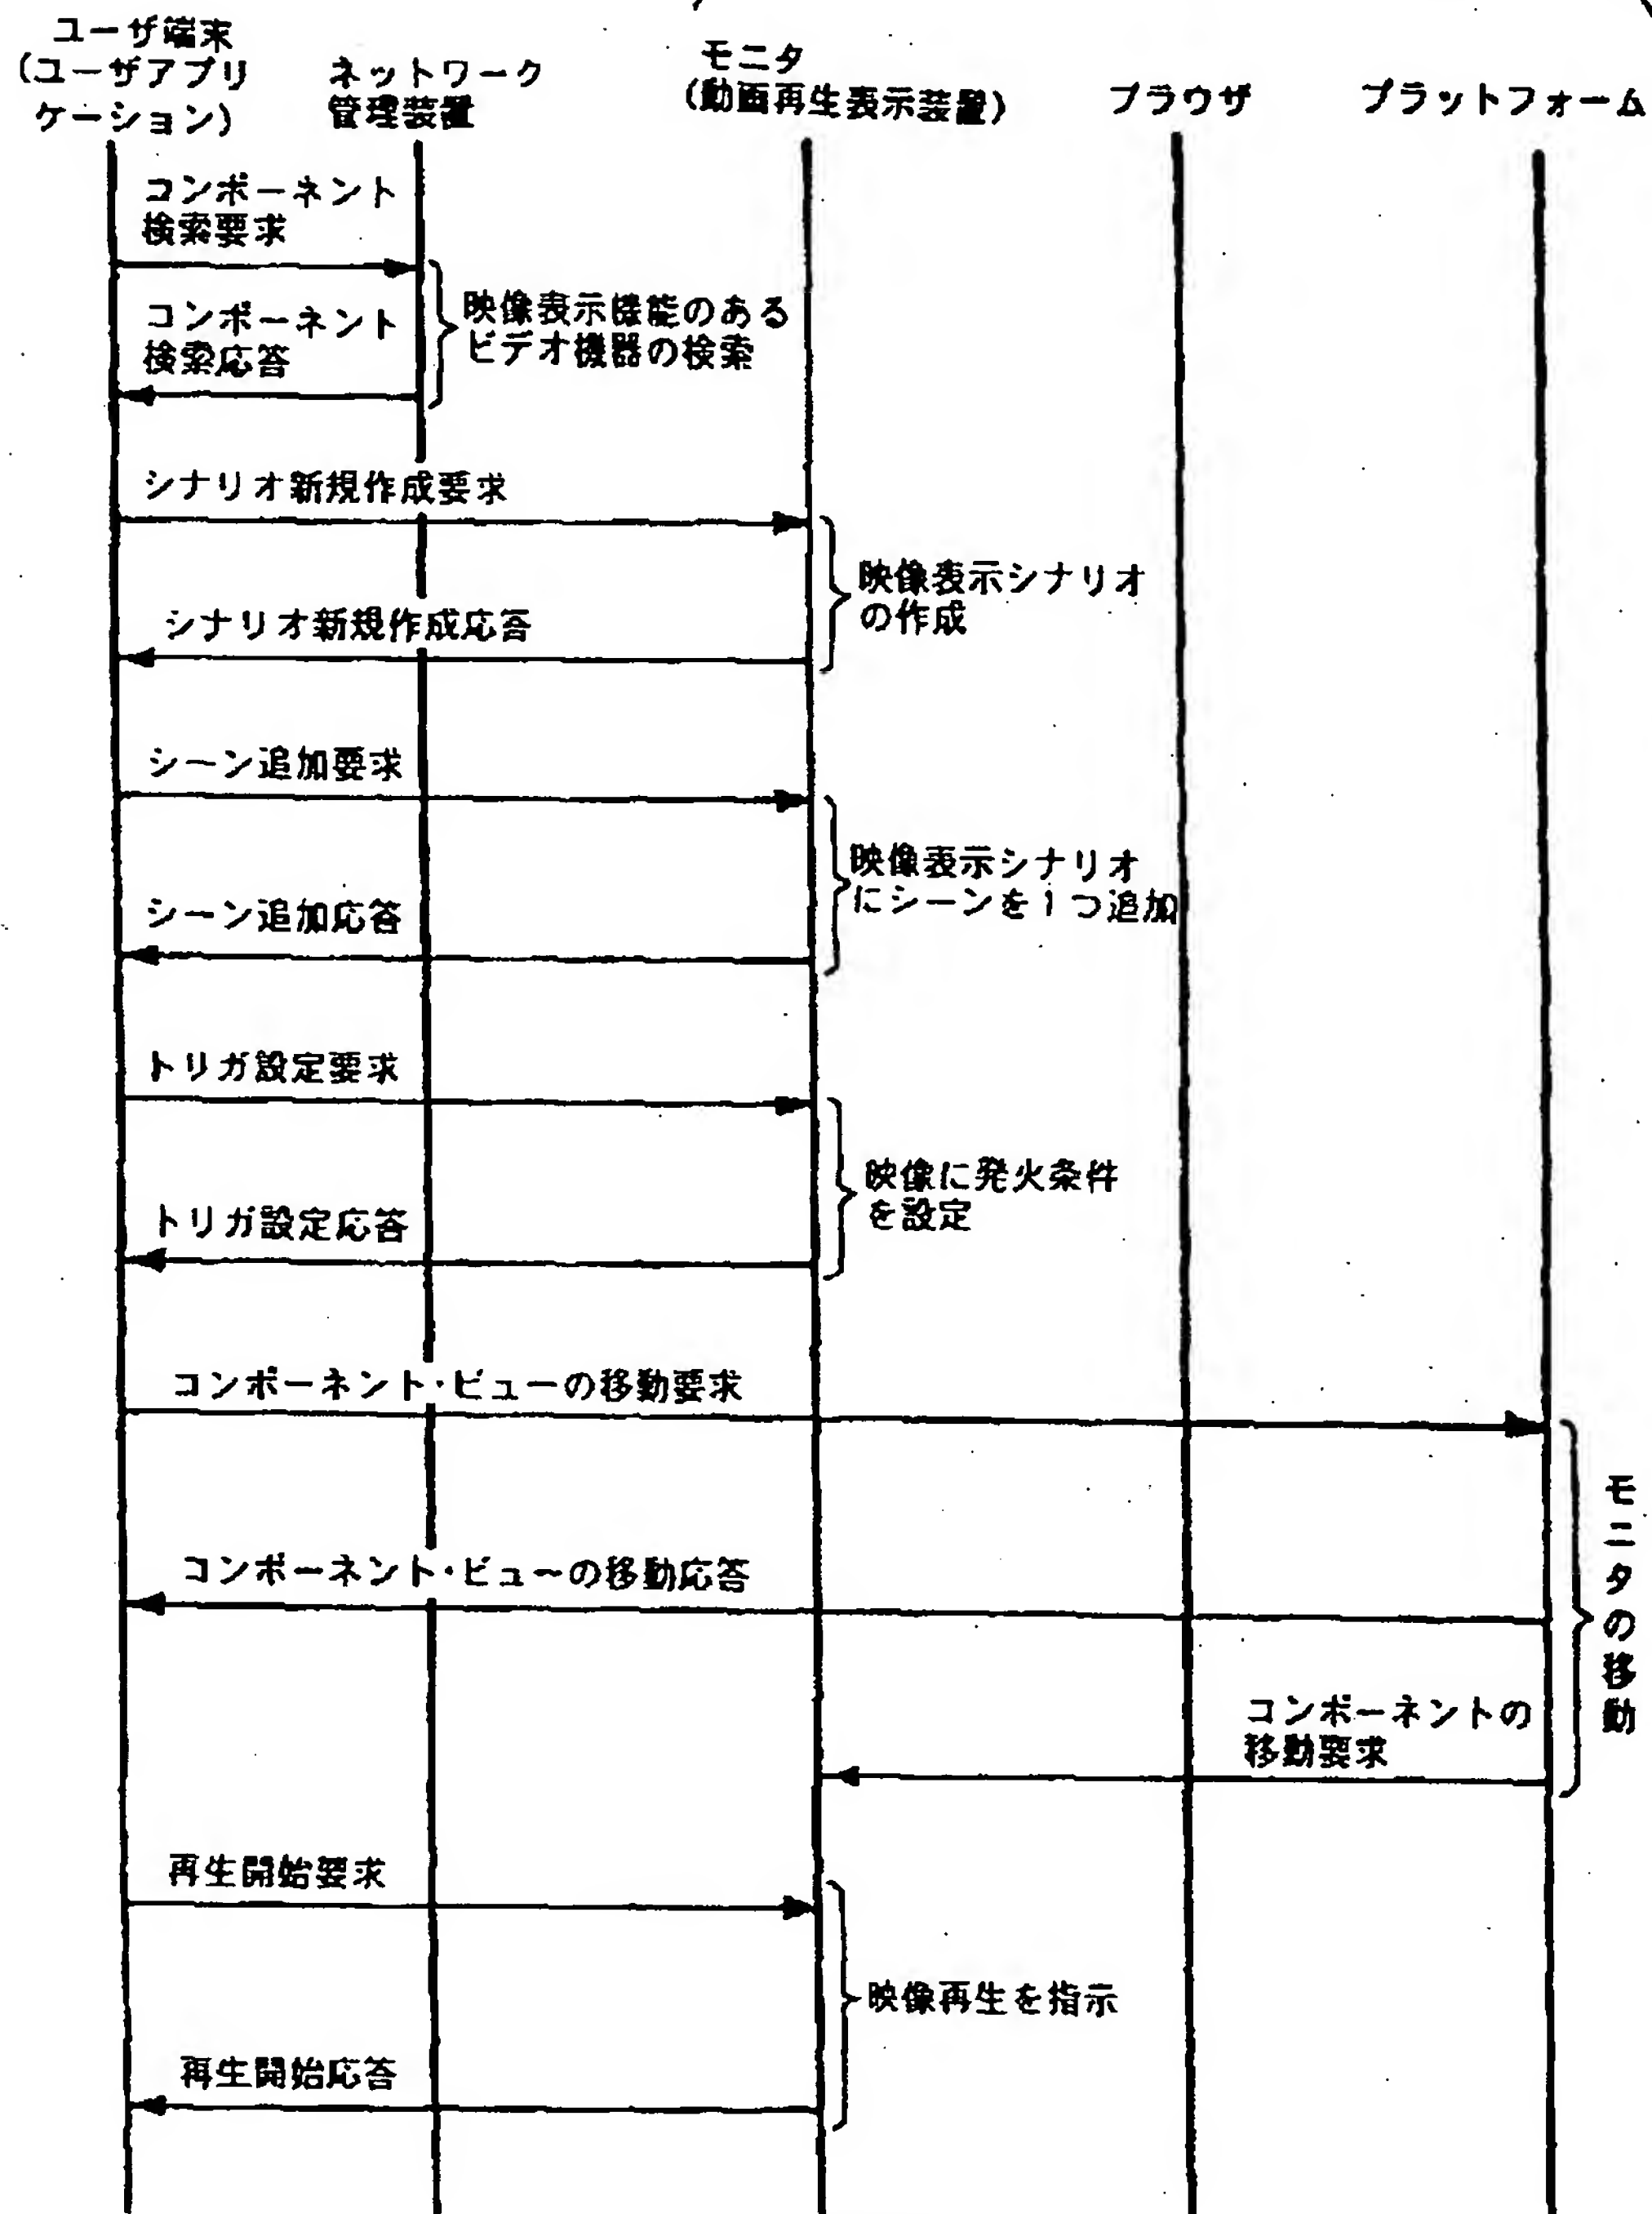 ユーザ端末
(ユーザアプリ
ケーション)
ネットワーク
管理装置
モニタ
(動画再生表示装置)
ブラウザ
プラットフォーム
コンポーネント
検索要求
コンポーネント
検索応答
映像表示機能のある
ビデオ機器の検索
シナリオ新規作成要求
シナリオ新規作成応答
映像表示シナリオ
の作成
シーン追加要求
シーン追加応答
映像表示シナリオ
にシーンを1つ追加
トリガ設定要求
トリガ設定応答
映像に発火条件
を設定
コンポーネント・ビューの移動要求
コンポーネント・ビューの移動応答
コンポーネントの
移動要求
モニタの移動
再生開始要求
再生開始応答
映像再生を指示